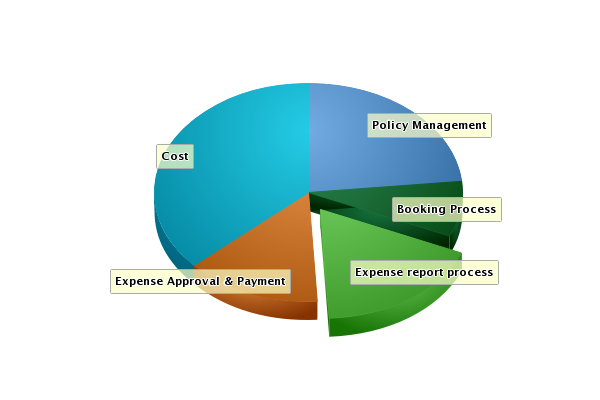 Policy Management
Cost
Booking Process
Expense report process
Expense Approval & Payment